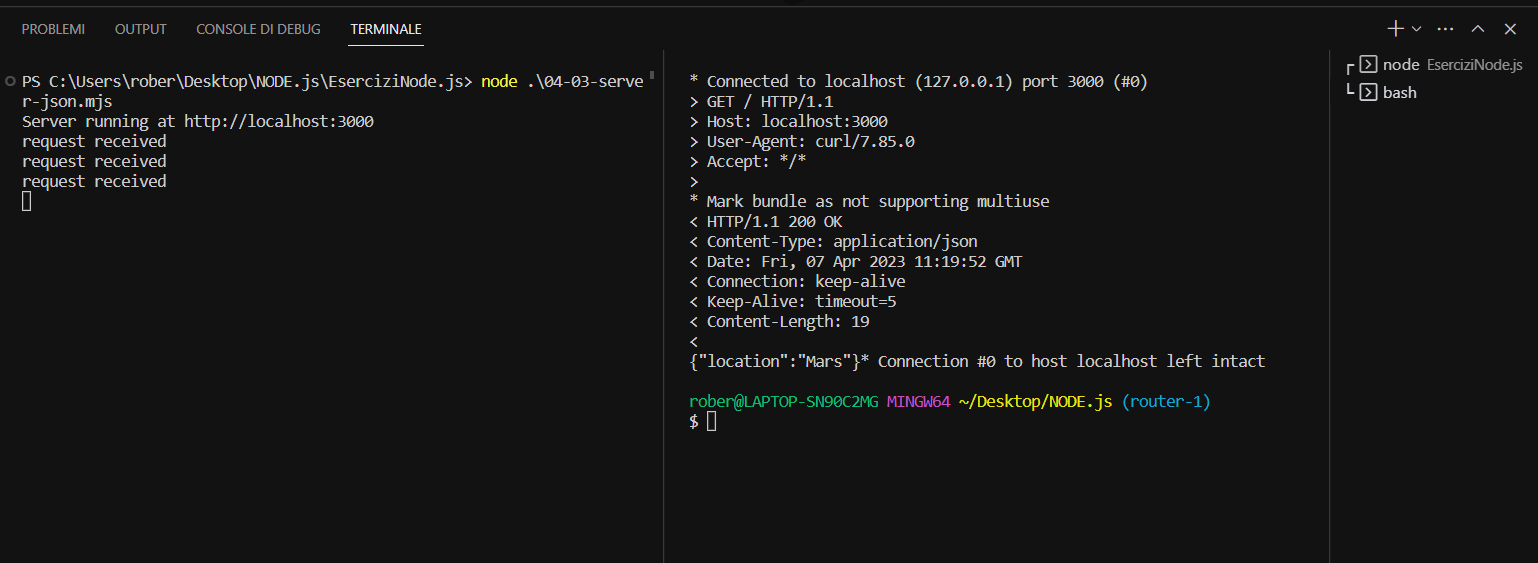 PROBLEMI OUTPUT CONSOLE DI DEBUG TERMINALE
PS C:\Users\rober\Desktop\NODE.js\EserciziNode.js> node .\04-03-serve
r-json.mjs
Server running at http://localhost:3000
request received
request received
request received
* Connected to localhost (127.0.0.1) port 3000 (#0)
> GET / HTTP/1.1
> Host: localhost:3000
> User-Agent: curl/7.85.0
> Accept: */*
>
* Mark bundle as not supporting multiuse
< HTTP/1.1 200 OK
< Content-Type: application/json
< Date: Fri, 07 Apr 2023 11:19:52 GMT
< Connection: keep-alive
< Keep-Alive: timeout=5
< Content-Length: 19
<
{"location":"Mars"}* Connection #0 to host localhost left intact
rober@LAPTOP-SN90C2MG MINGW64 ~/Desktop/NODE.js (router-1)
$
node EserciziNode.js
bash